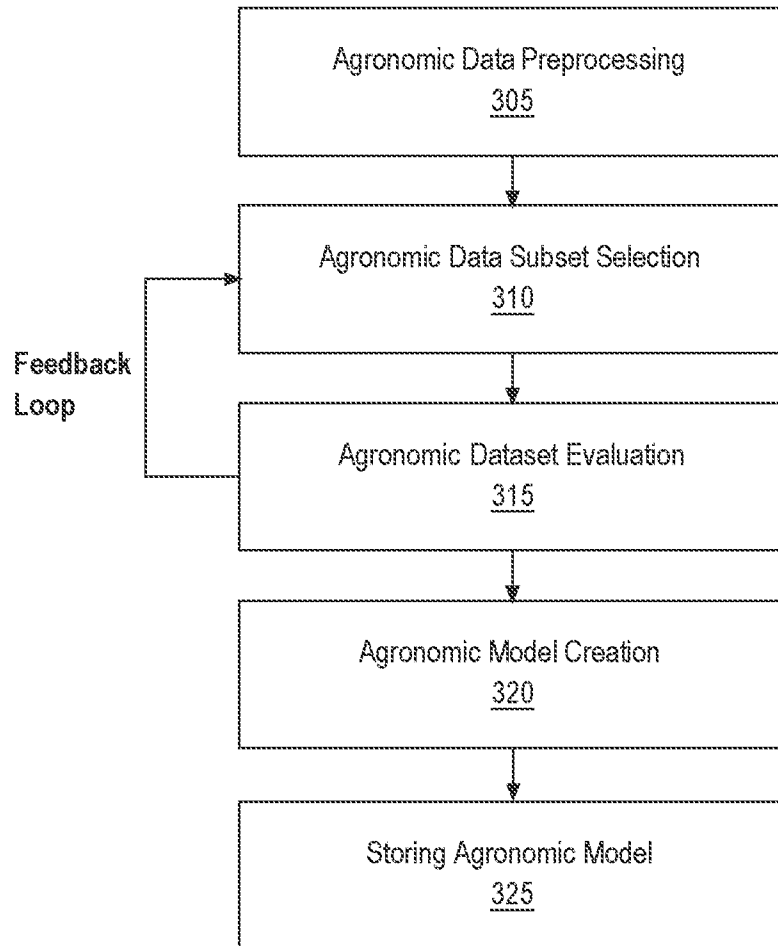 Agronomic Data Preprocessing
305
Agronomic Data Subset Selection
310
Feedback
Loop
Agronomic Dataset Evaluation
315
Agronomic Model Creation
320
Storing Agronomic Model
325